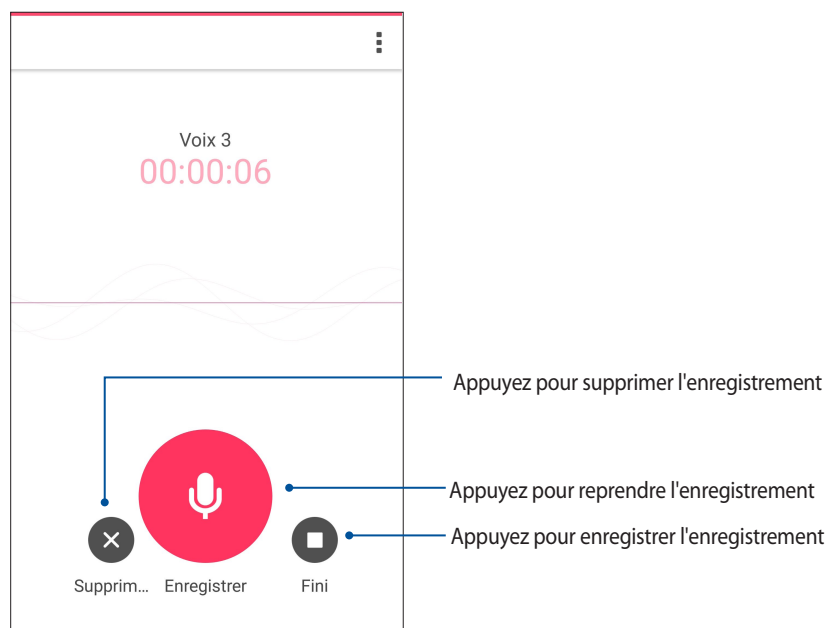 Voix 3
00:00:06
Appuyez pour supprimer l'enregistrement
Appuyez pour reprendre l'enregistrement
Appuyez pour enregistrer l'enregistrement
Supprim... Enregistrer Fini